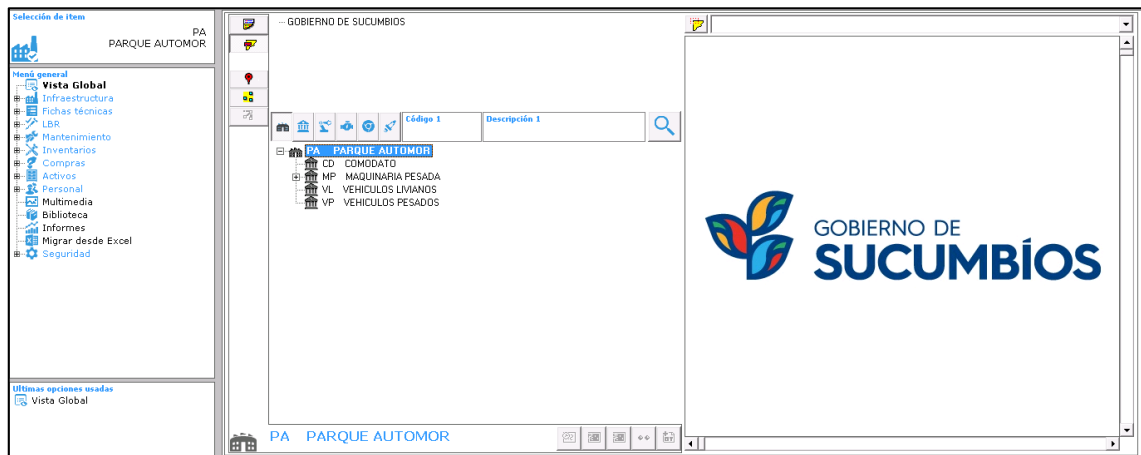 Selección de item
PA
PARQUE AUTOMOR
Menú general
Vista Global
Infraestructura
Fichas técnicas
LBR
Mantenimiento
Inventarios
Compras
Activos
Personal
Multimedia
Biblioteca
Informes
Migrar desde Excel
Seguridad
Ultimas opciones usadas
Vista Global
GOBIERNO DE SUCUMBIOS
Código 1
Descripción 1
PA PARQUE AUTOMOR
CD COMODATO
MP MAQUINARIA PESADA
VL VEHICULOS LIVIANOS
VP VEHICULOS PESADOS
PA PARQUE AUTOMOR
GOBIERNO DE
SUCUMBÍOS